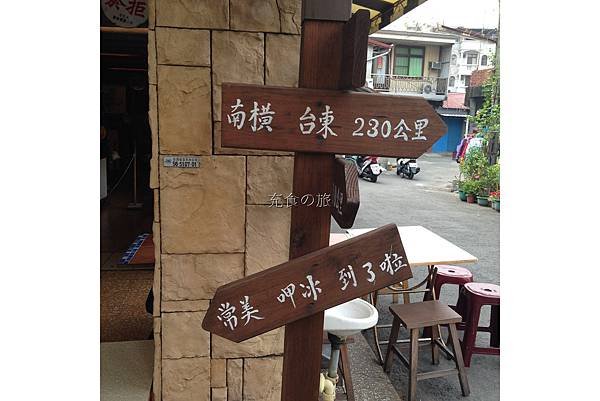 南橫 台東 230公里
充食の旅
常美 呷冰 到了啦